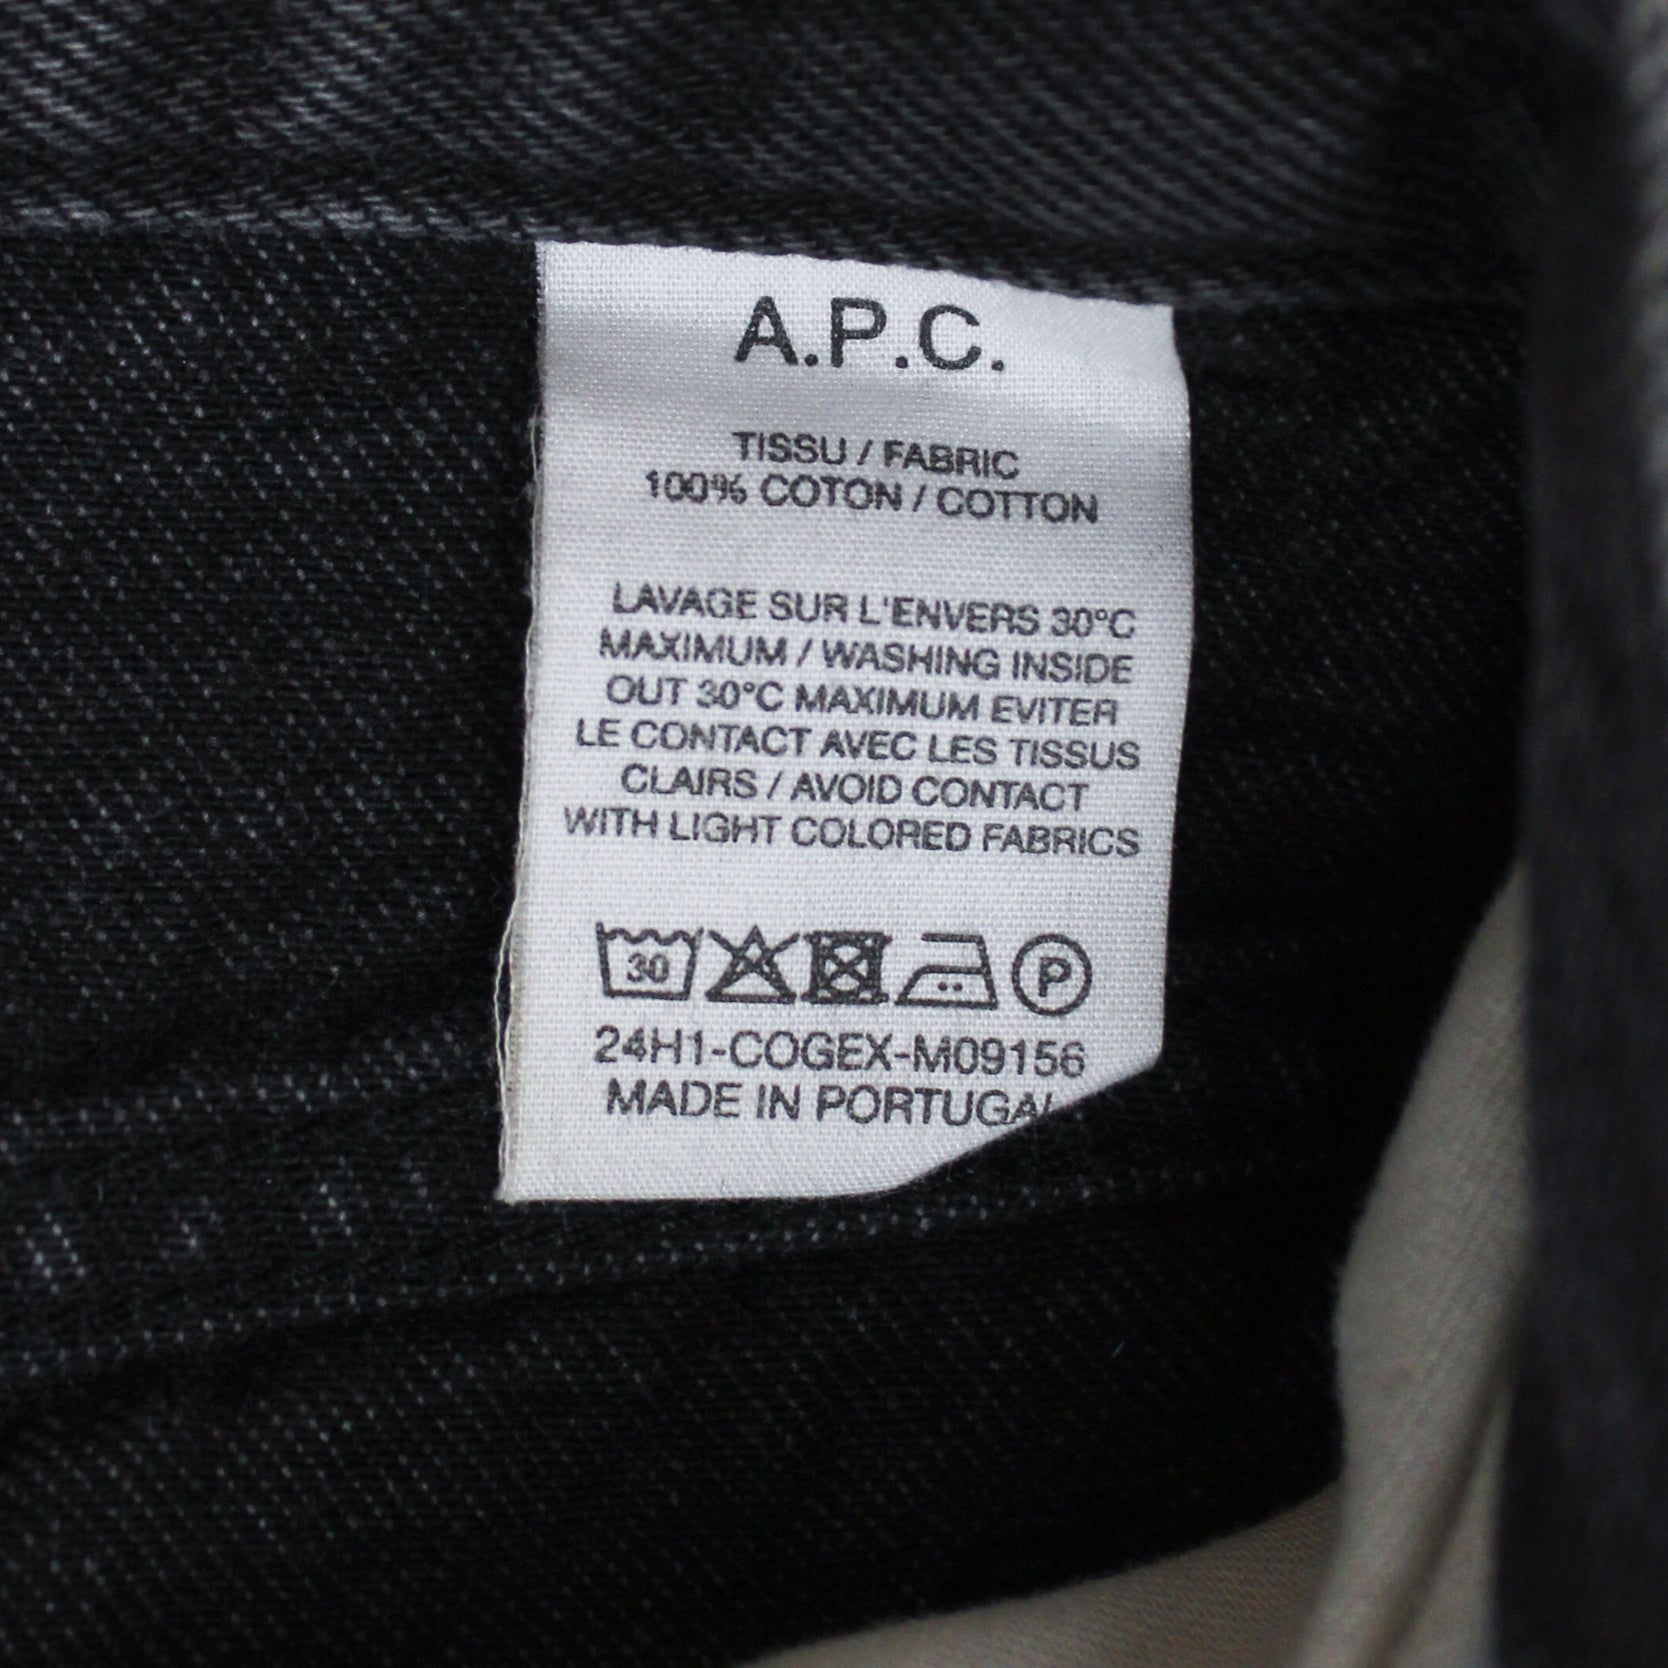 A.P.C.
TISSU / FABRIC
100% COTON / COTTON
LAVAGE SUR L'ENVERS 30°C
MAXIMUM / WASHING INSIDE
OUT 30°C MAXIMUM EVITER
LE CONTACT AVEC LES TISSUS
CLAIRS / AVOID CONTACT
WITH LIGHT COLORED FABRICS
30 P
24H1-COGEX-M09156
MADE IN PORTUGAL